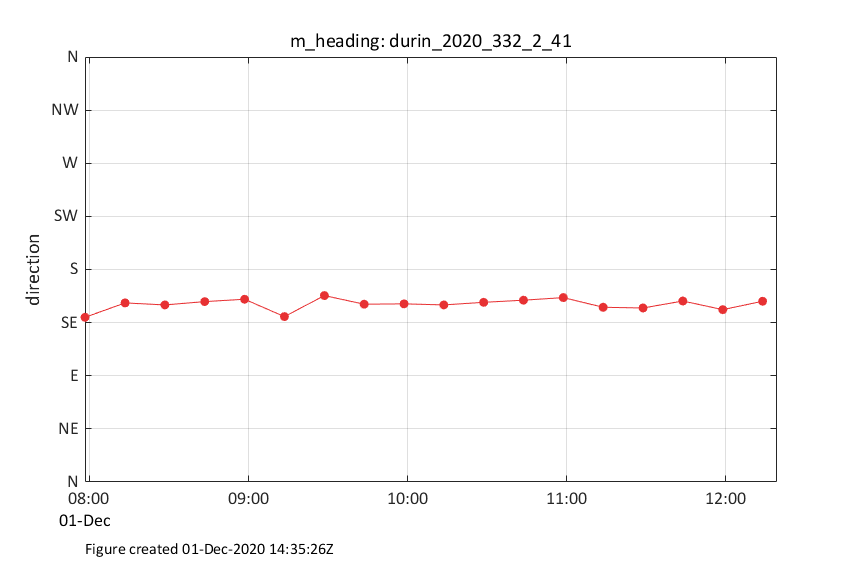 m_heading: durin_2020_332_2_41
N
NW
W
SW
S
SE
E
NE
N
direction
08:00 09:00 10:00 11:00 12:00
01-Dec
Figure created 01-Dec-2020 14:35:26Z